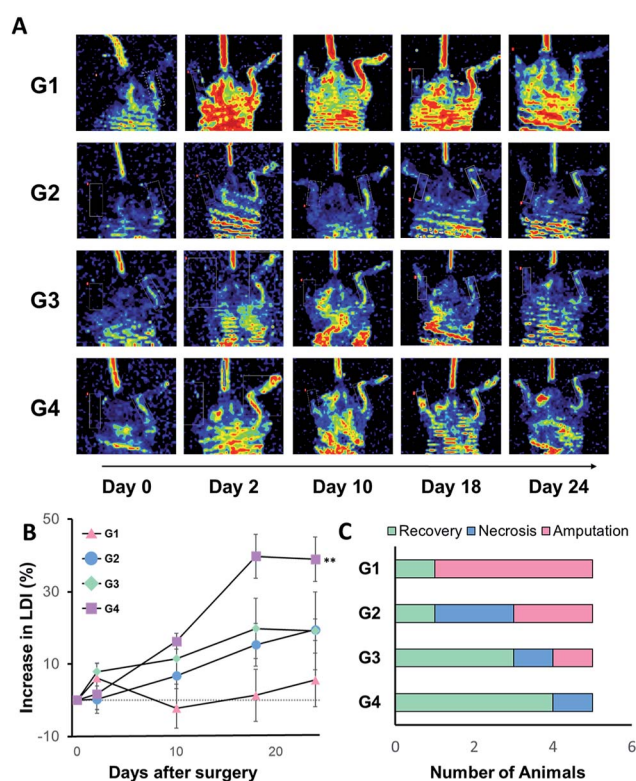 A
G1
G2
G3
G4
Day 0 Day 2 Day 10 Day 18 Day 24
B
50
30
10
-10
0 10 20
Increase in LDI (%)
Days after surgery
G1
G2
G3
G4
**
C
Recovery Necrosis Amputation
G1
G2
G3
G4
0 2 4 6
Number of Animals